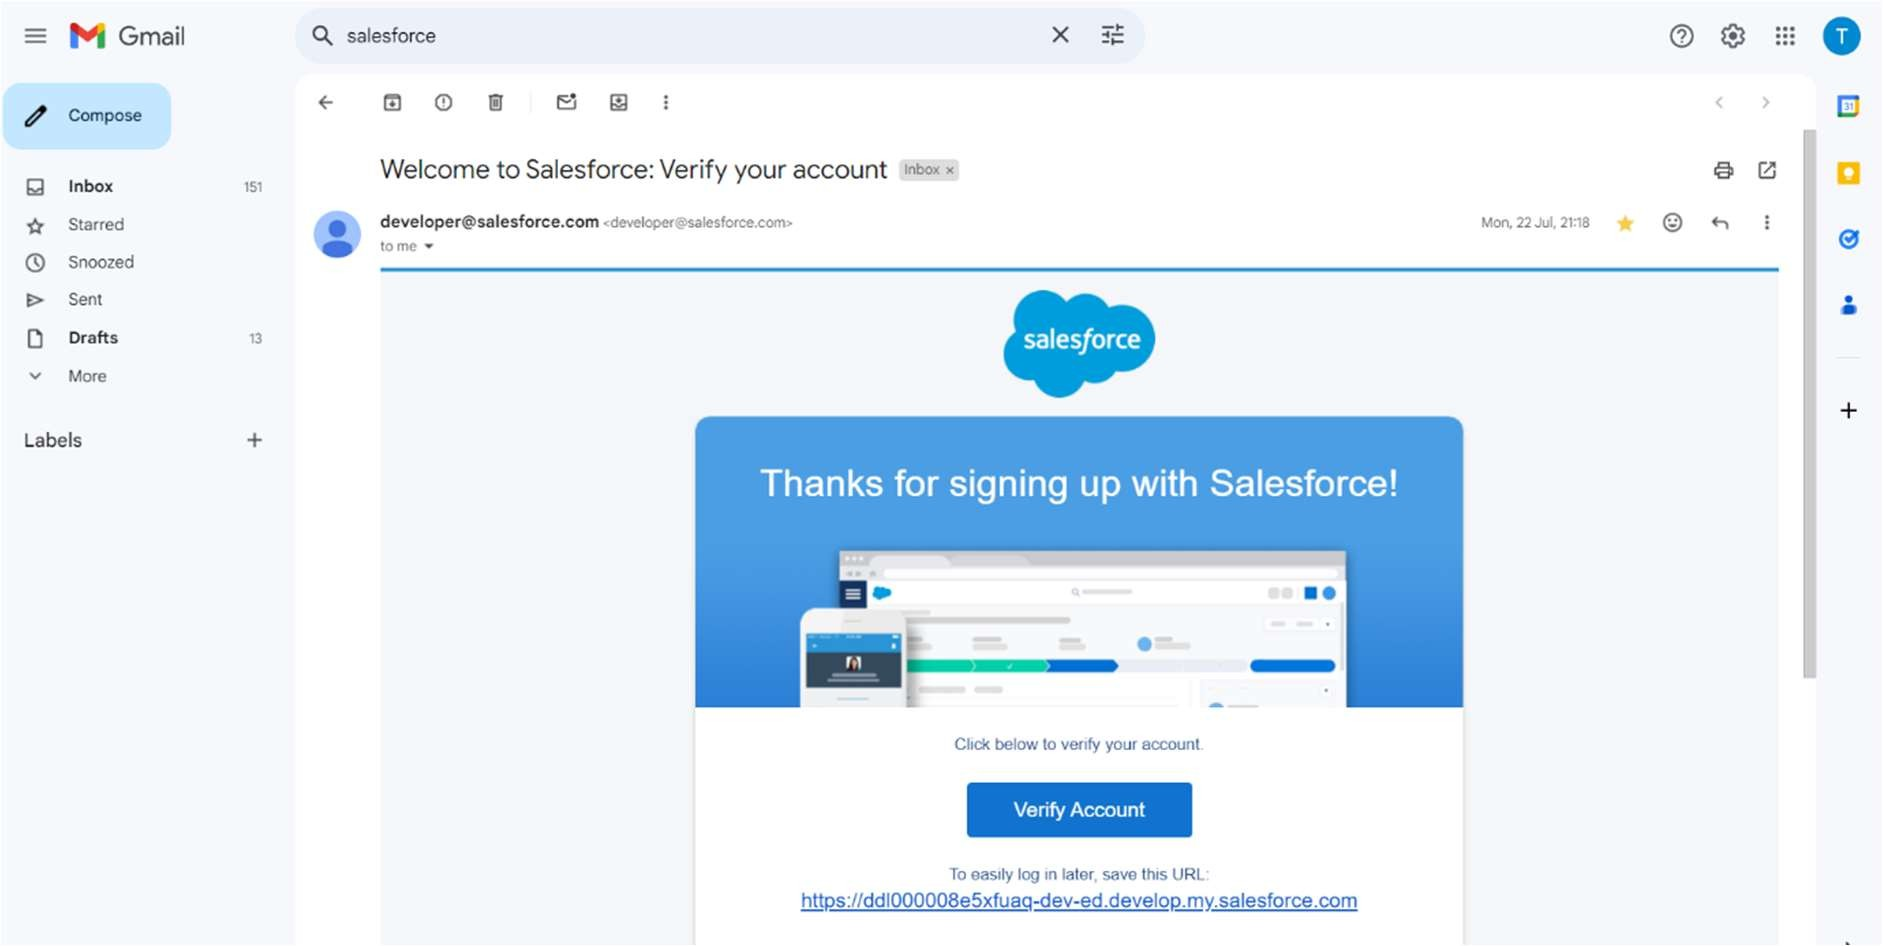 Gmail
salesforce
T
Compose
31
Welcome to Salesforce: Verify your account Inbox ×
Inbox 151
developer@salesforce.com <developer@salesforce.com> Mon, 22 Jul, 21:18
Starred
to me
Snoozed
Sent
Drafts 13
More
Labels
salesforce
Thanks for signing up with Salesforce!
Click below to verify your account.
Verify Account
To easily log in later, save this URL:
https://ddl000008e5xfuaq-dev-ed.develop.my.salesforce.com